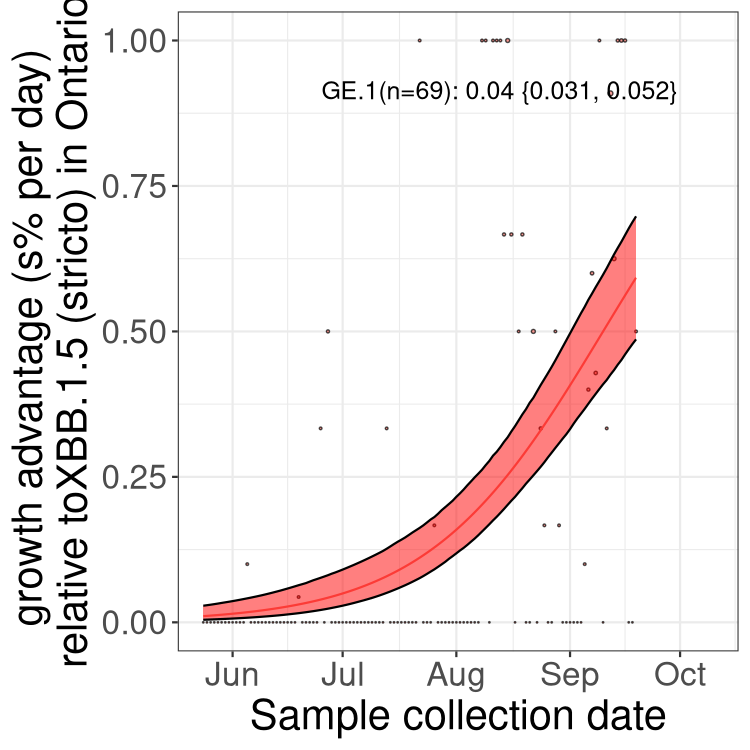 growth advantage (s% per day)
relative toXBB.1.5 (stricto) in Ontario
1.00
0.75
0.50
0.25
0.00
GE.1(n=69): 0.04 {0.031, 0.052}
Jun Jul Aug Sep Oct
Sample collection date